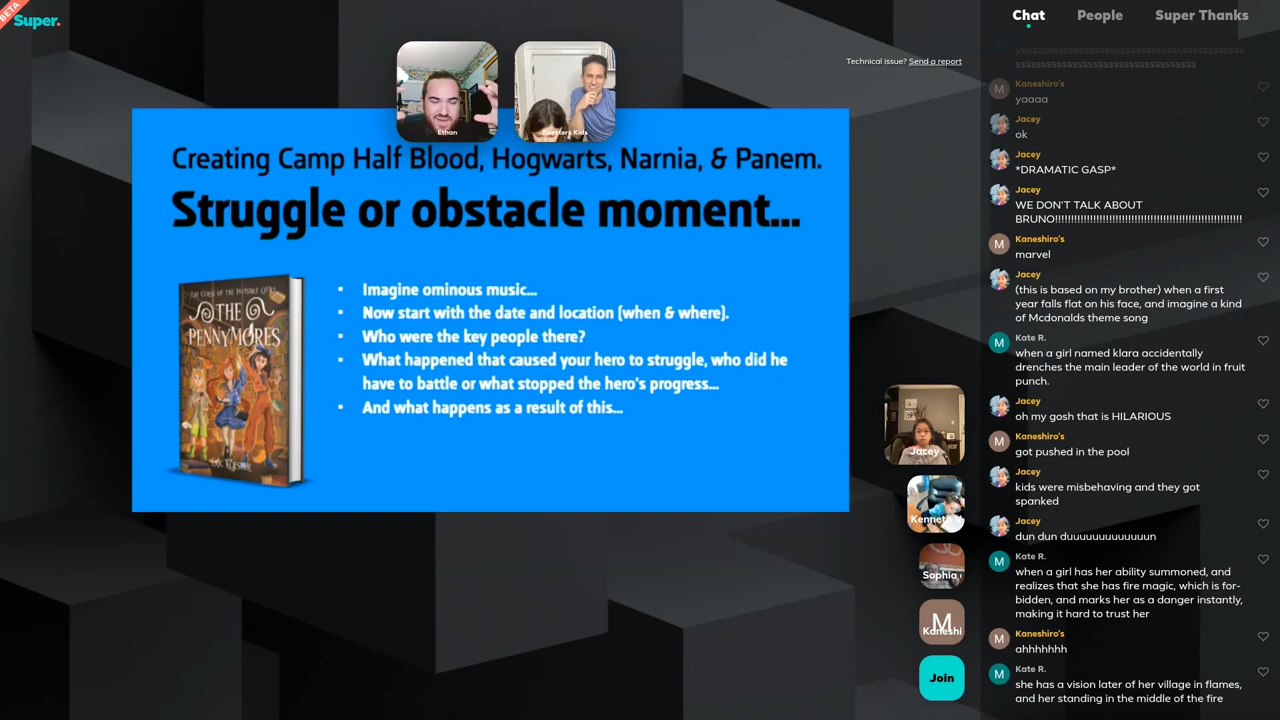 BETA
Super.
Chat People Super Thanks
Technical issue? Send a report
Ethan
Koesters Kids
Creating Camp Half Blood, Hogwarts, Narnia, & Panem.
Struggle or obstacle moment...
THE CURSE OF THE INVISIBLE QUILT
THE
PENNYMORES
ERIC KOESTER
▪ Imagine ominous music...
▪ Now start with the date and location (when & where).
▪ Who were the key people there?
▪ What happened that caused your hero to struggle, who did he
have to battle or what stopped the hero's progress...
▪ And what happens as a result of this...
Jacey
Kenneth V
Sophia
M
Kaneshi
Join
M
Kaneshiro's
yaaaa
Jacey
ok
Jacey
*DRAMATIC GASP*
Jacey
WE DON'T TALK ABOUT
M
Kaneshiro's
marvel
Jacey
(this is based on my brother) when a first
year falls flat on his face, and imagine a kind
of Mcdonalds theme song
M
Kate R.
when a girl named klara accidentally
drenches the main leader of the world in fruit
punch.
Jacey
oh my gosh that is HILARIOUS
M
Kaneshiro's
got pushed in the pool
Jacey
kids were misbehaving and they got
spanked
Jacey
dun dun duuuuuuuuuuuuun
M
Kate R.
when a girl has her ability summoned, and
realizes that she has fire magic, which is for-
bidden, and marks her as a danger instantly,
making it hard to trust her
M
Kaneshiro's
ahhhhhhh
M
Kate R.
she has a vision later of her village in flames,
and her standing in the middle of the fire